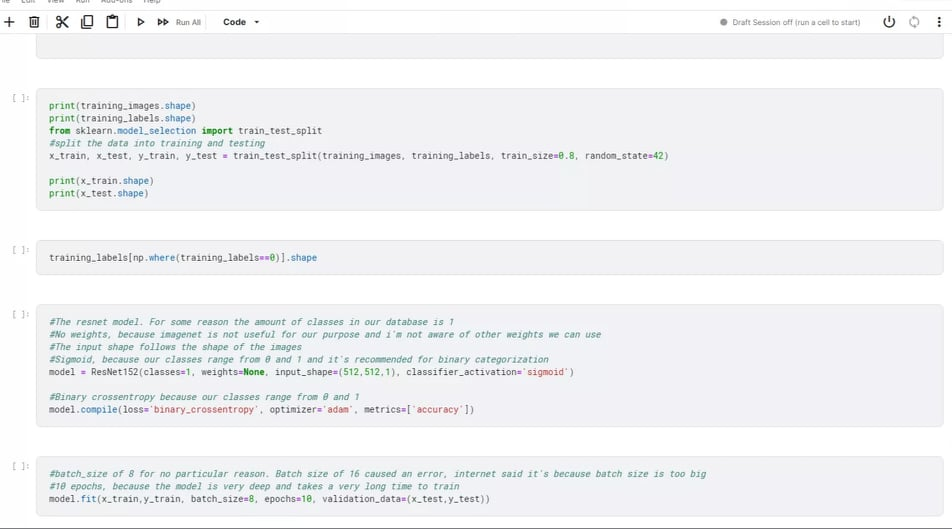 File Edit View Run Add-ons Help
Run All Code Draft Session off (run a cell to start)
[ ]:
print(training_images.shape)
print(training_labels.shape)
from sklearn.model_selection import train_test_split
#split the data into training and testing
x_train, x_test, y_train, y_test = train_test_split(training_images, training_labels, train_size=0.8, random_state=42)
print(x_train.shape)
print(x_test.shape)
[ ]:
training_labels[np.where(training_labels==0)].shape
[ ]:
#The resnet model. For some reason the amount of classes in our database is 1
#No weights, because imagenet is not useful for our purpose and i'm not aware of other weights we can use
#The input shape follows the shape of the images
#Sigmoid, because our classes range from 0 and 1 and it's recommended for binary categorization
model = ResNet152(classes=1, weights=None, input_shape=(512,512,1), classifier_activation='sigmoid')
#Binary crossentropy because our classes range from 0 and 1
model.compile(loss='binary_crossentropy', optimizer='adam', metrics=['accuracy'])
[ ]:
#batch_size of 8 for no particular reason. Batch size of 16 caused an error, internet said it's because batch size is too big
#10 epochs, because the model is very deep and takes a very long time to train
model.fit(x_train,y_train, batch_size=8, epochs=10, validation_data=(x_test,y_test))